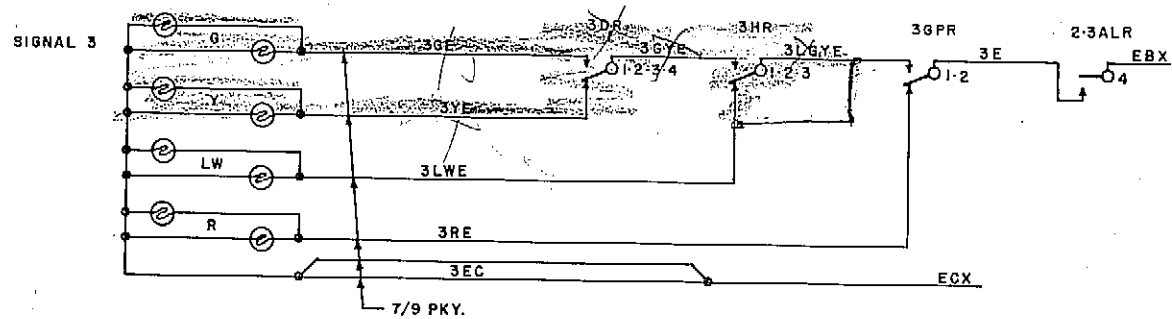 SIGNAL 3
G
3GE
3DR
3GYE
3HR
3LGYE
3GPR
3E
2·3ALR
EBX
1·2·3·4
1·2·3
1·2
4
Y
3YE
LW
3LWE
R
3RE
3EC
ECX
7/9 PKY.